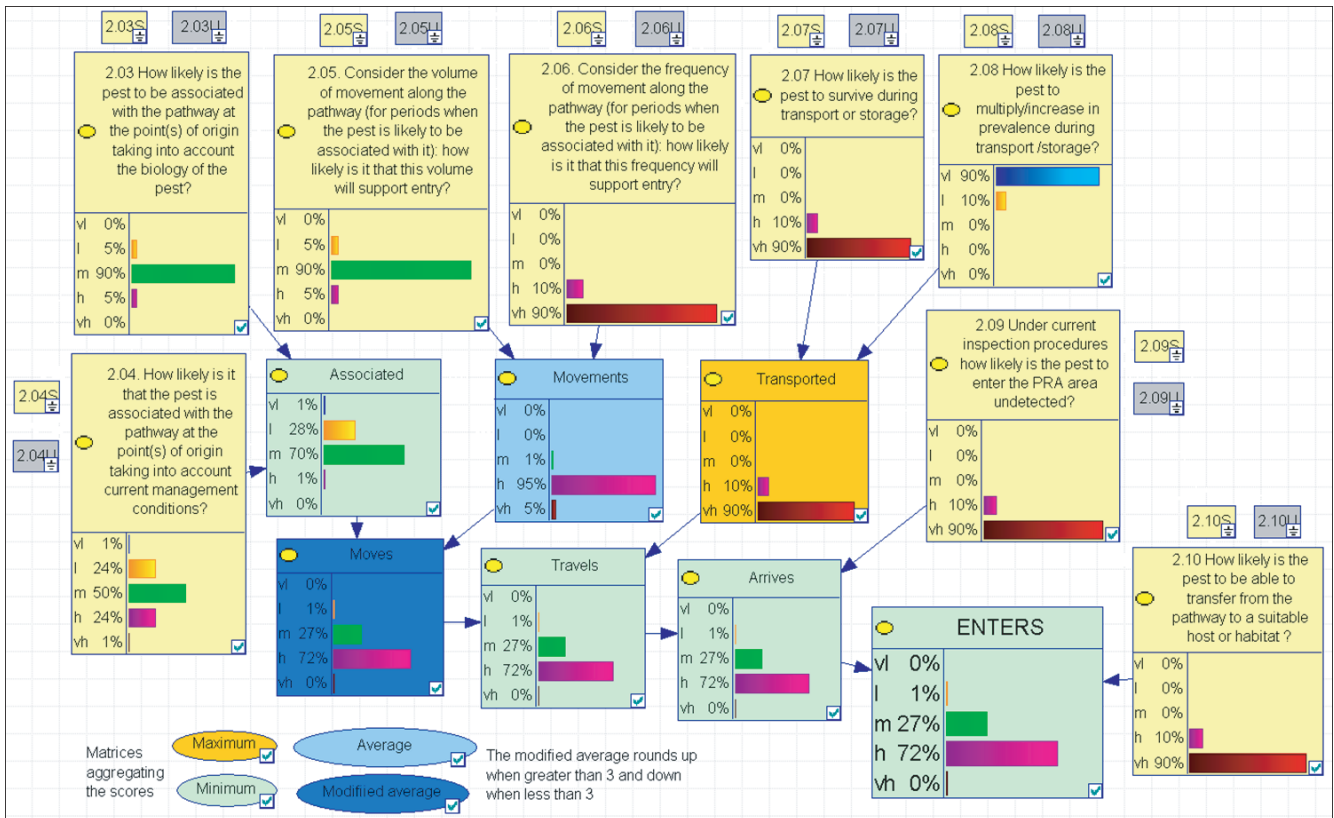 2.03S
2.03U
2.05S
2.05U
2.06S
2.06U
2.07S
2.07U
2.08S
2.08U
2.03 How likely is the
pest to be associated
with the pathway at
the point(s) of origin
taking into account
the biology of the
pest?
vl 0%
l 5%
m 90%
h 5%
vh 0%
2.05. Consider the volume
of movement along the
pathway (for periods when
the pest is likely to be
associated with it): how
likely is it that this volume
will support entry?
vl 0%
l 5%
m 90%
h 5%
vh 0%
2.06. Consider the frequency
of movement along the
pathway (for periods when
the pest is likely to be
associated with it): how likely
is it that this frequency will
support entry?
vl 0%
l 0%
m 0%
h 10%
vh 90%
2.07 How likely is the
pest to survive during
transport or storage?
vl 0%
l 0%
m 0%
h 10%
vh 90%
2.08 How likely is the
pest to
multiply/increase in
prevalence during
transport /storage?
vl 90%
l 10%
m 0%
h 0%
vh 0%
2.04S
2.04U
2.04. How likely is it
that the pest is
associated with the
pathway at the
point(s) of origin
taking into account
current management
conditions?
vl 1%
l 24%
m 50%
h 24%
vh 1%
Associated
vl 1%
l 28%
m 70%
h 1%
vh 0%
Movements
vl 0%
l 0%
m 1%
h 95%
vh 5%
Transported
vl 0%
l 0%
m 0%
h 10%
vh 90%
2.09 Under current
inspection procedures
how likely is the pest to
enter the PRA area
undetected?
vl 0%
l 0%
m 0%
h 10%
vh 90%
2.09S
2.09U
Moves
vl 0%
l 1%
m 27%
h 72%
vh 0%
Travels
vl 0%
l 1%
m 27%
h 72%
vh 0%
Arrives
vl 0%
l 1%
m 27%
h 72%
vh 0%
ENTERS
vl 0%
l 1%
m 27%
h 72%
vh 0%
2.10S
2.10U
2.10 How likely is the
pest to be able to
transfer from the
pathway to a suitable
host or habitat ?
vl 0%
l 0%
m 0%
h 10%
vh 90%
Matrices
aggregating
the scores
Maximum
Minimum
Average
Modifiied average
The modified average rounds up
when greater than 3 and down
when less than 3